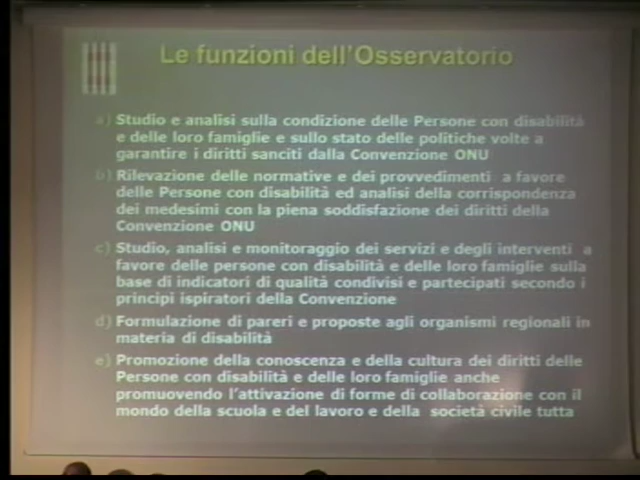 Le funzioni dell'Osservatorio
a) Studio e analisi sulla condizione delle Persone con disabilità
e delle loro famiglie e sullo stato delle politiche volte a
garantire i diritti sanciti dalla Convenzione ONU
b) Rilevazione delle normative e dei provvedimenti a favore
delle Persone con disabilità ed analisi della corrispondenza
dei medesimi con la piena soddisfazione dei diritti della
Convenzione ONU
c) Studio, analisi e monitoraggio dei servizi e degli interventi a
favore delle persone con disabilità e delle loro famiglie sulla
base di indicatori di qualità condivisi e partecipati secondo i
principi ispiratori della Convenzione
d) Formulazione di pareri e proposte agli organismi regionali in
materia di disabilità
e) Promozione della conoscenza e della cultura dei diritti delle
Persone con disabilità e delle loro famiglie anche
promuovendo l'attivazione di forme di collaborazione con il
mondo della scuola e del lavoro e della società civile tutta